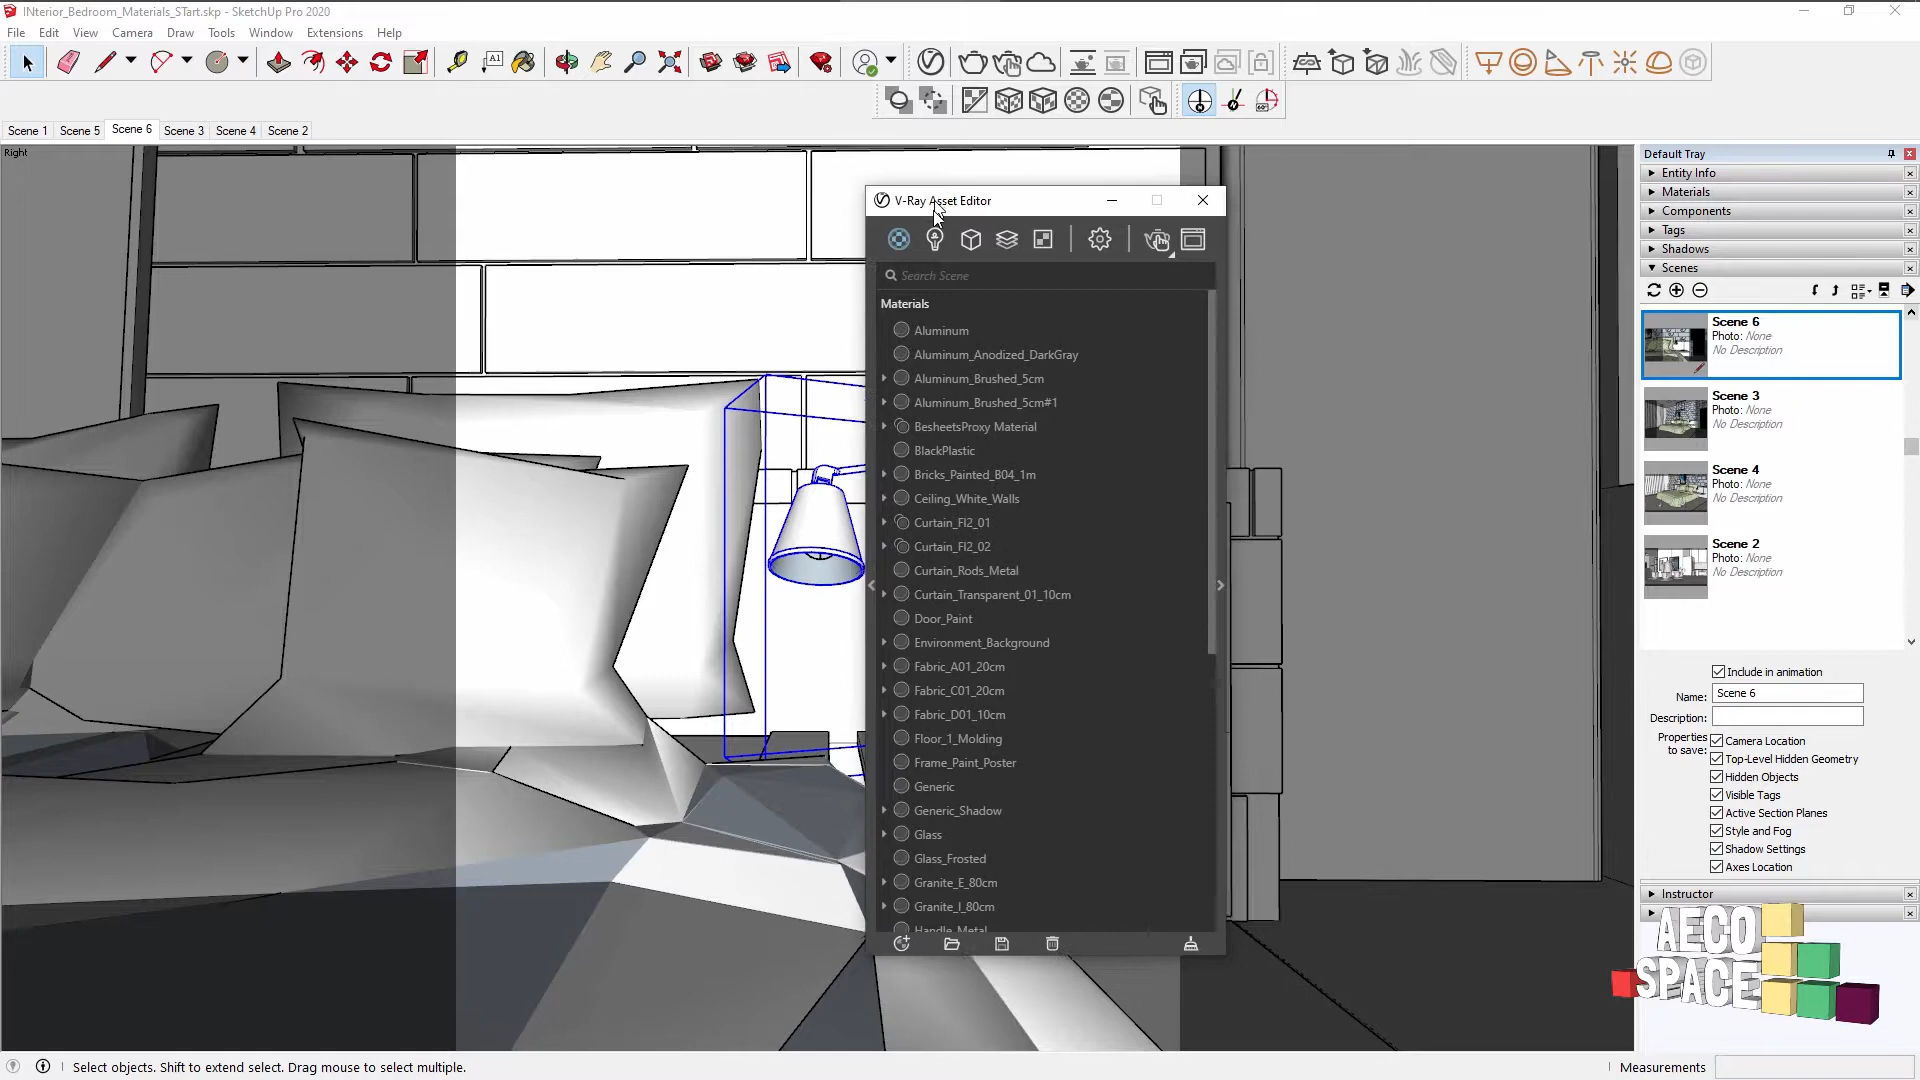 INterior_Bedroom_Materials_STart.skp - SketchUp Pro 2020
File Edit View Camera Draw Tools Window Extensions Help
A1
Scene 1 Scene 5 Scene 6 Scene 3 Scene 4 Scene 2
Right
V-Ray Asset Editor
Search Scene
Materials
Aluminum
Aluminum_Anodized_DarkGray
Aluminum_Brushed_5cm
Aluminum_Brushed_5cm#1
BesheetsProxy Material
BlackPlastic
Bricks_Painted_B04_1m
Ceiling_White_Walls
Curtain_Fl2_01
Curtain_Fl2_02
Curtain_Rods_Metal
Curtain_Transparent_01_10cm
Door_Paint
Environment_Background
Fabric_A01_20cm
Fabric_C01_20cm
Fabric_D01_10cm
Floor_1_Molding
Frame_Paint_Poster
Generic
Generic_Shadow
Glass
Glass_Frosted
Granite_E_80cm
Granite_I_80cm
Handle_Metal
Default Tray
Entity Info
Materials
Components
Tags
Shadows
Scenes
Scene 6
Photo: None
No Description
Scene 3
Photo: None
No Description
Scene 4
Photo: None
No Description
Scene 2
Photo: None
No Description
Include in animation
Name: Scene 6
Description:
Properties to save:
Camera Location
Top-Level Hidden Geometry
Hidden Objects
Visible Tags
Active Section Planes
Style and Fog
Shadow Settings
Axes Location
Instructor
AECO
SPACE
Select objects. Shift to extend select. Drag mouse to select multiple.
Measurements